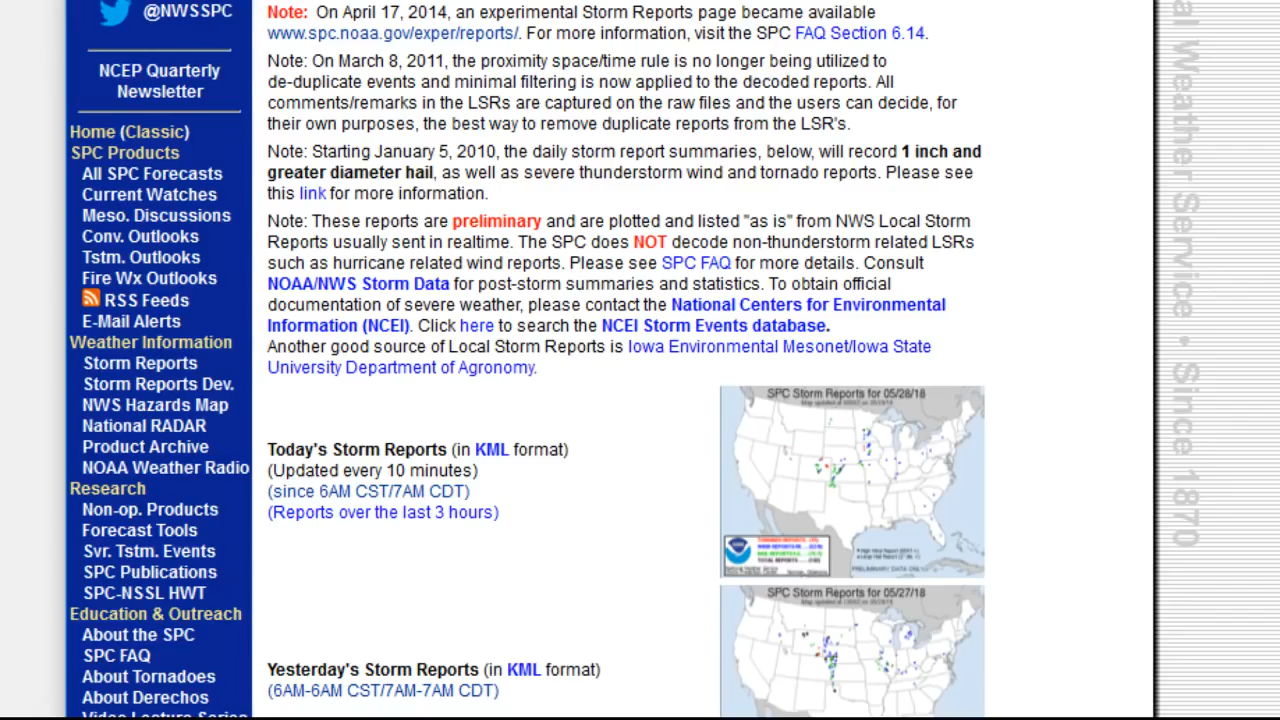 @NWSSPC
NCEP Quarterly
Newsletter
Home (Classic)
SPC Products
All SPC Forecasts
Current Watches
Meso. Discussions
Conv. Outlooks
Tstm. Outlooks
Fire Wx Outlooks
RSS Feeds
E-Mail Alerts
Weather Information
Storm Reports
Storm Reports Dev.
NWS Hazards Map
National RADAR
Product Archive
NOAA Weather Radio
Research
Non-op. Products
Forecast Tools
Svr. Tstm. Events
SPC Publications
SPC-NSSL HWT
Education & Outreach
About the SPC
SPC FAQ
About Tornadoes
About Derechos
Video Lecture Series
Note: On April 17, 2014, an experimental Storm Reports page became available
www.spc.noaa.gov/exper/reports/. For more information, visit the SPC FAQ Section 6.14.
Note: On March 8, 2011, the proximity space/time rule is no longer being utilized to
de-duplicate events and minimal filtering is now applied to the decoded reports. All
comments/remarks in the LSRs are captured on the raw files and the users can decide, for
their own purposes, the best way to remove duplicate reports from the LSR's.
Note: Starting January 5, 2010, the daily storm report summaries, below, will record 1 inch and
greater diameter hail, as well as severe thunderstorm wind and tornado reports. Please see
this link for more information.
Note: These reports are preliminary and are plotted and listed "as is" from NWS Local Storm
Reports usually sent in realtime. The SPC does NOT decode non-thunderstorm related LSRs
such as hurricane related wind reports. Please see SPC FAQ for more details. Consult
NOAA/NWS Storm Data for post-storm summaries and statistics. To obtain official
documentation of severe weather, please contact the National Centers for Environmental
Information (NCEI). Click here to search the NCEI Storm Events database.
Another good source of Local Storm Reports is Iowa Environmental Mesonet/Iowa State
University Department of Agronomy.
Today's Storm Reports (in KML format)
(Updated every 10 minutes)
(since 6AM CST/7AM CDT)
(Reports over the last 3 hours)
SPC Storm Reports for 05/28/18
PRELIMINARY DATA ONLY
Yesterday's Storm Reports (in KML format)
(6AM-6AM CST/7AM-7AM CDT)
SPC Storm Reports for 05/27/18
al Weather Service • Since 1870